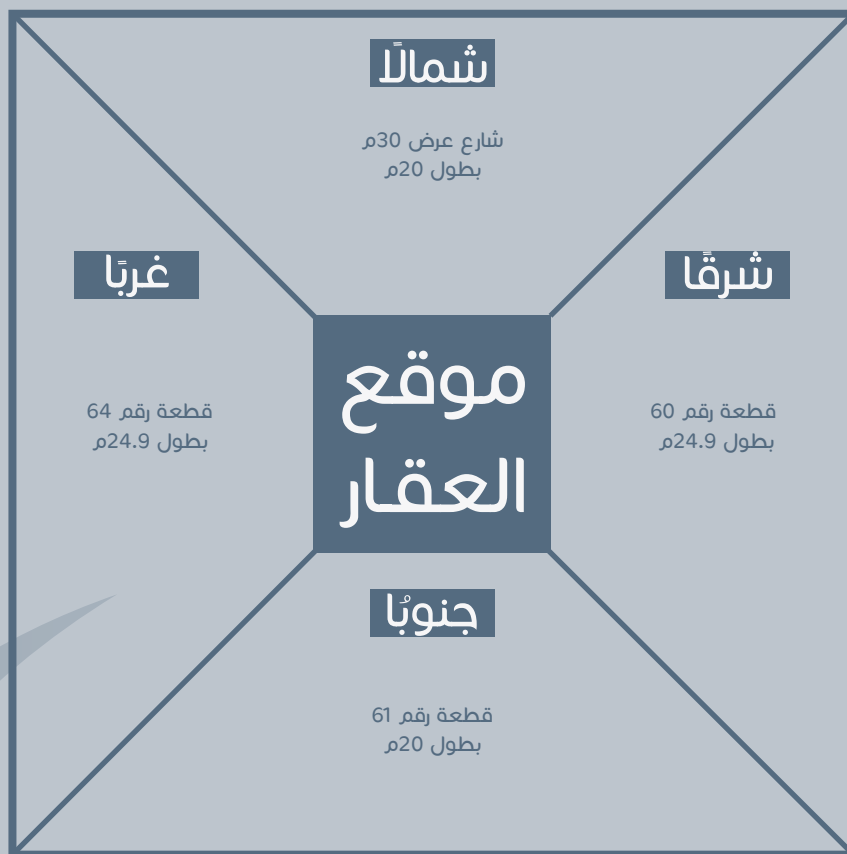 شمالًا
شارع عرض 30م
بطول 20م
شرقًا
قطعة رقم 60
بطول 24.9م
غربًا
قطعة رقم 64
بطول 24.9م
موقع
العقار
جنوبًا
قطعة رقم 61
بطول 20م